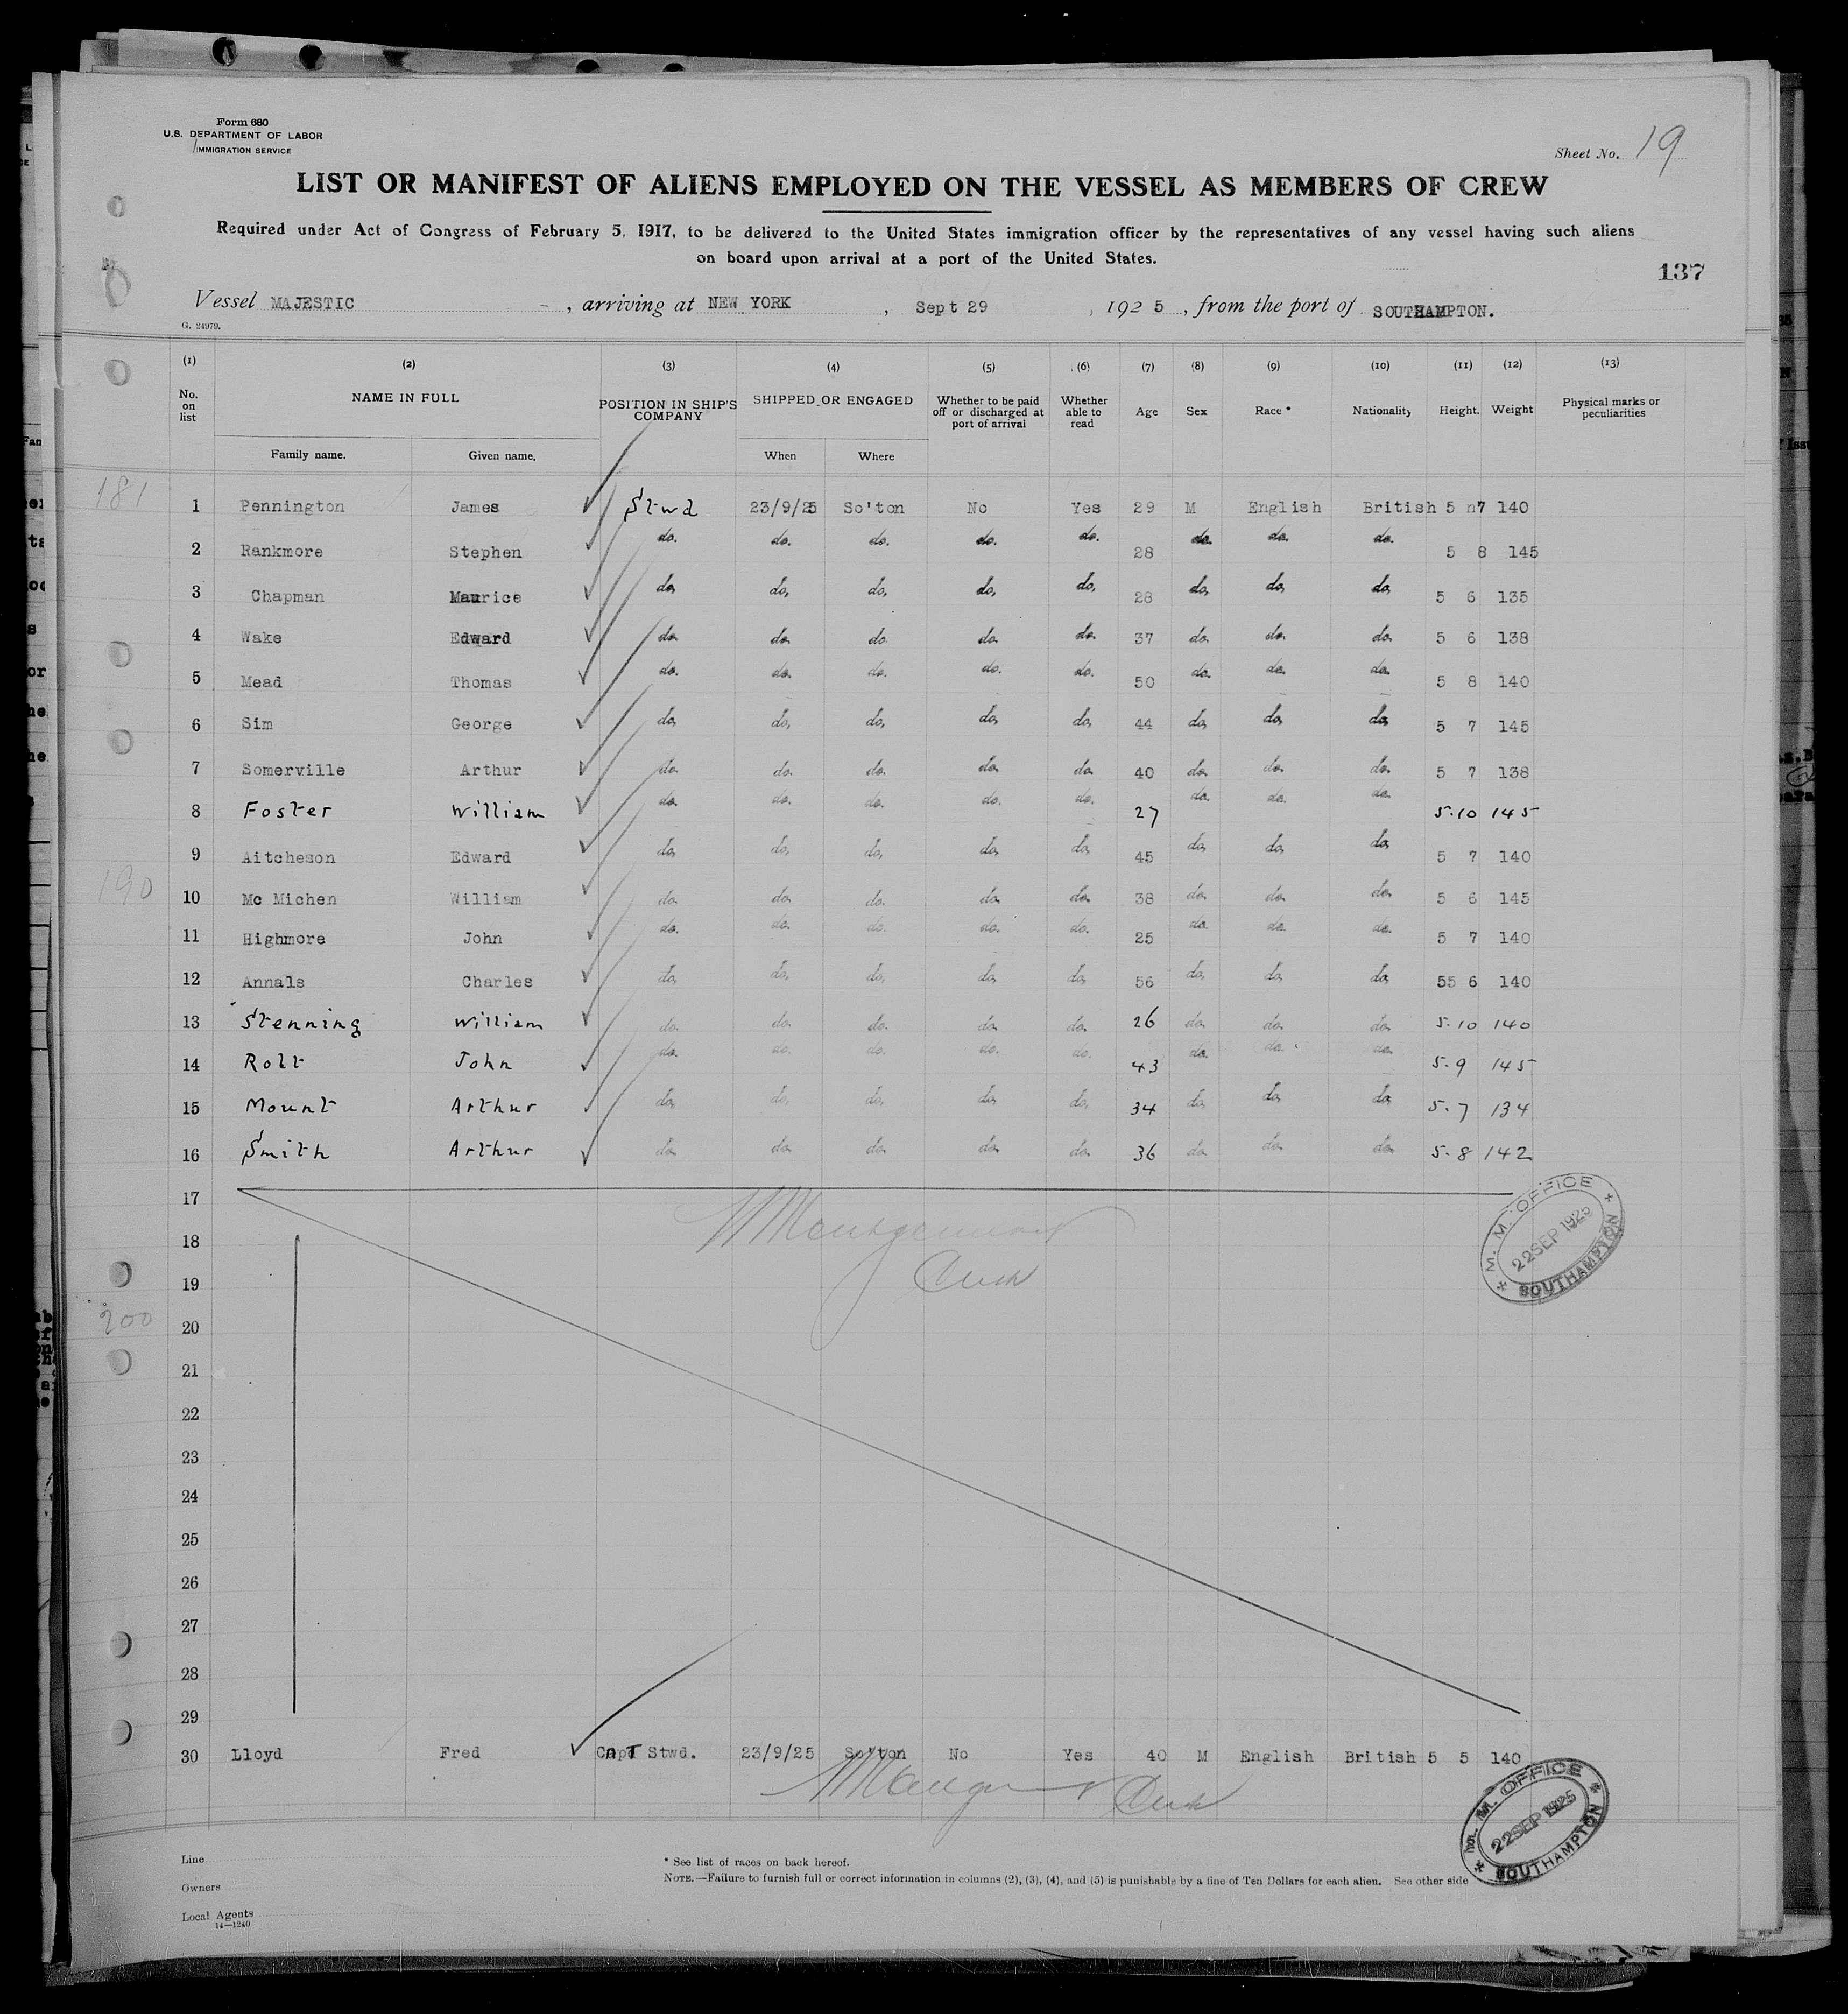 Form 680
U.S. DEPARTMENT OF LABOR
IMMIGRATION SERVICE
Sheet No. 19
LIST OR MANIFEST OF ALIENS EMPLOYED ON THE VESSEL AS MEMBERS OF CREW
Required under Act of Congress of February 5, 1917, to be delivered to the United States immigration officer by the representatives of any vessel having such aliens
on board upon arrival at a port of the United States.
137
Vessel MAJESTIC , arriving at NEW YORK , Sept 29 , 192 5 , from the port of SOUTHAMPTON.
G. 24979.
(1) (2) (3) (4) (5) (6) (7) (8) (9) (10) (11) (12) (13)
No. on list NAME IN FULL POSITION IN SHIP'S COMPANY SHIPPED OR ENGAGED Whether to be paid off or discharged at port of arrival Whether able to read Age Sex Race * Nationality Height. Weight Physical marks or peculiarities
Family name. Given name. When Where
181 1 Pennington James Stwd 23/9/25 So'ton No Yes 29 M English British 5 n7 140
2 Rankmore Stephen do. do. do. do. do. 28 do. do. do. 5 8 145
3 Chapman Maurice do, do, do, do, do, 28 do, do, do, 5 6 135
4 Wake Edward do. do. do. do. do. 37 do. do. do. 5 6 138
5 Mead Thomas do. do. do. do. do. 50 do. do. do. 5 8 140
6 Sim George do, do, do, do, do, 44 do, do, do, 5 7 145
7 Somerville Arthur do. do. do. do. do. 40 do. do. do. 5 7 138
8 Foster William do. do. do. do. do. 27 do. do. do. 5.10 145
9 Aitcheson Edward do, do, do, do, do, 45 do, do, do, 5 7 140
190 10 Mc Michen William do. do. do. do. do. 38 do. do. do. 5 6 145
11 Highmore John do. do. do. do. do. 25 do. do. do. 5 7 140
12 Annals Charles do, do, do, do, do, 56 do, do, do, 55 6 140
13 Stenning William do. do. do. do. do. 26 do. do. do. 5.10 140
14 Rolt John do. do. do. do. do. 43 do. do. do. 5.9 145
15 Mount Arthur do, do, do, do, do, 34 do, do, do, 5.7 134
16 Smith Arthur do. do. do. do. do. 36 do. do. do. 5.8 142
17
M. M. OFFICE
22 SEP 1925
SOUTHAMPTON
18
19
200 20
21
22
23
24
25
26
27
28
29
30 Lloyd Fred Stwd. 23/9/25 So'ton No Yes 40 M English British 5 5 140
M. M. OFFICE
22 SEP 1925
SOUTHAMPTON
Line
Owners
Local Agents
14—1240
* See list of races on back hereof.
NOTE.—Failure to furnish full or correct information in columns (2), (3), (4), and (5) is punishable by a fine of Ten Dollars for each alien. See other side